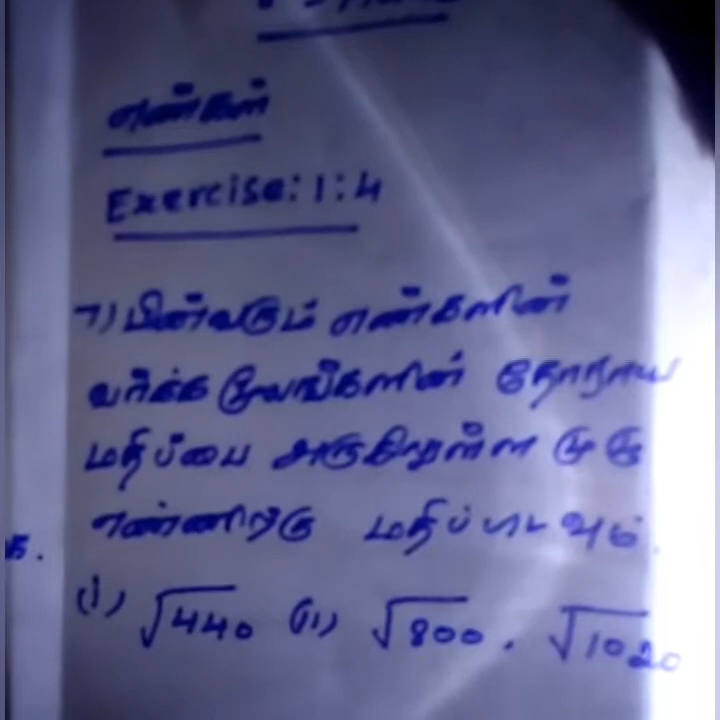 எண்கள்
Exercise: 1:4
7) பின்வரும் எண்களின்
வர்க்க மூலங்களின் தோராய
மதிப்பை அருகிலுள்ள முழு
எண்ணிற்கு மதிப்பிடவும்.
(i) √440 (ii) √800 . √1020